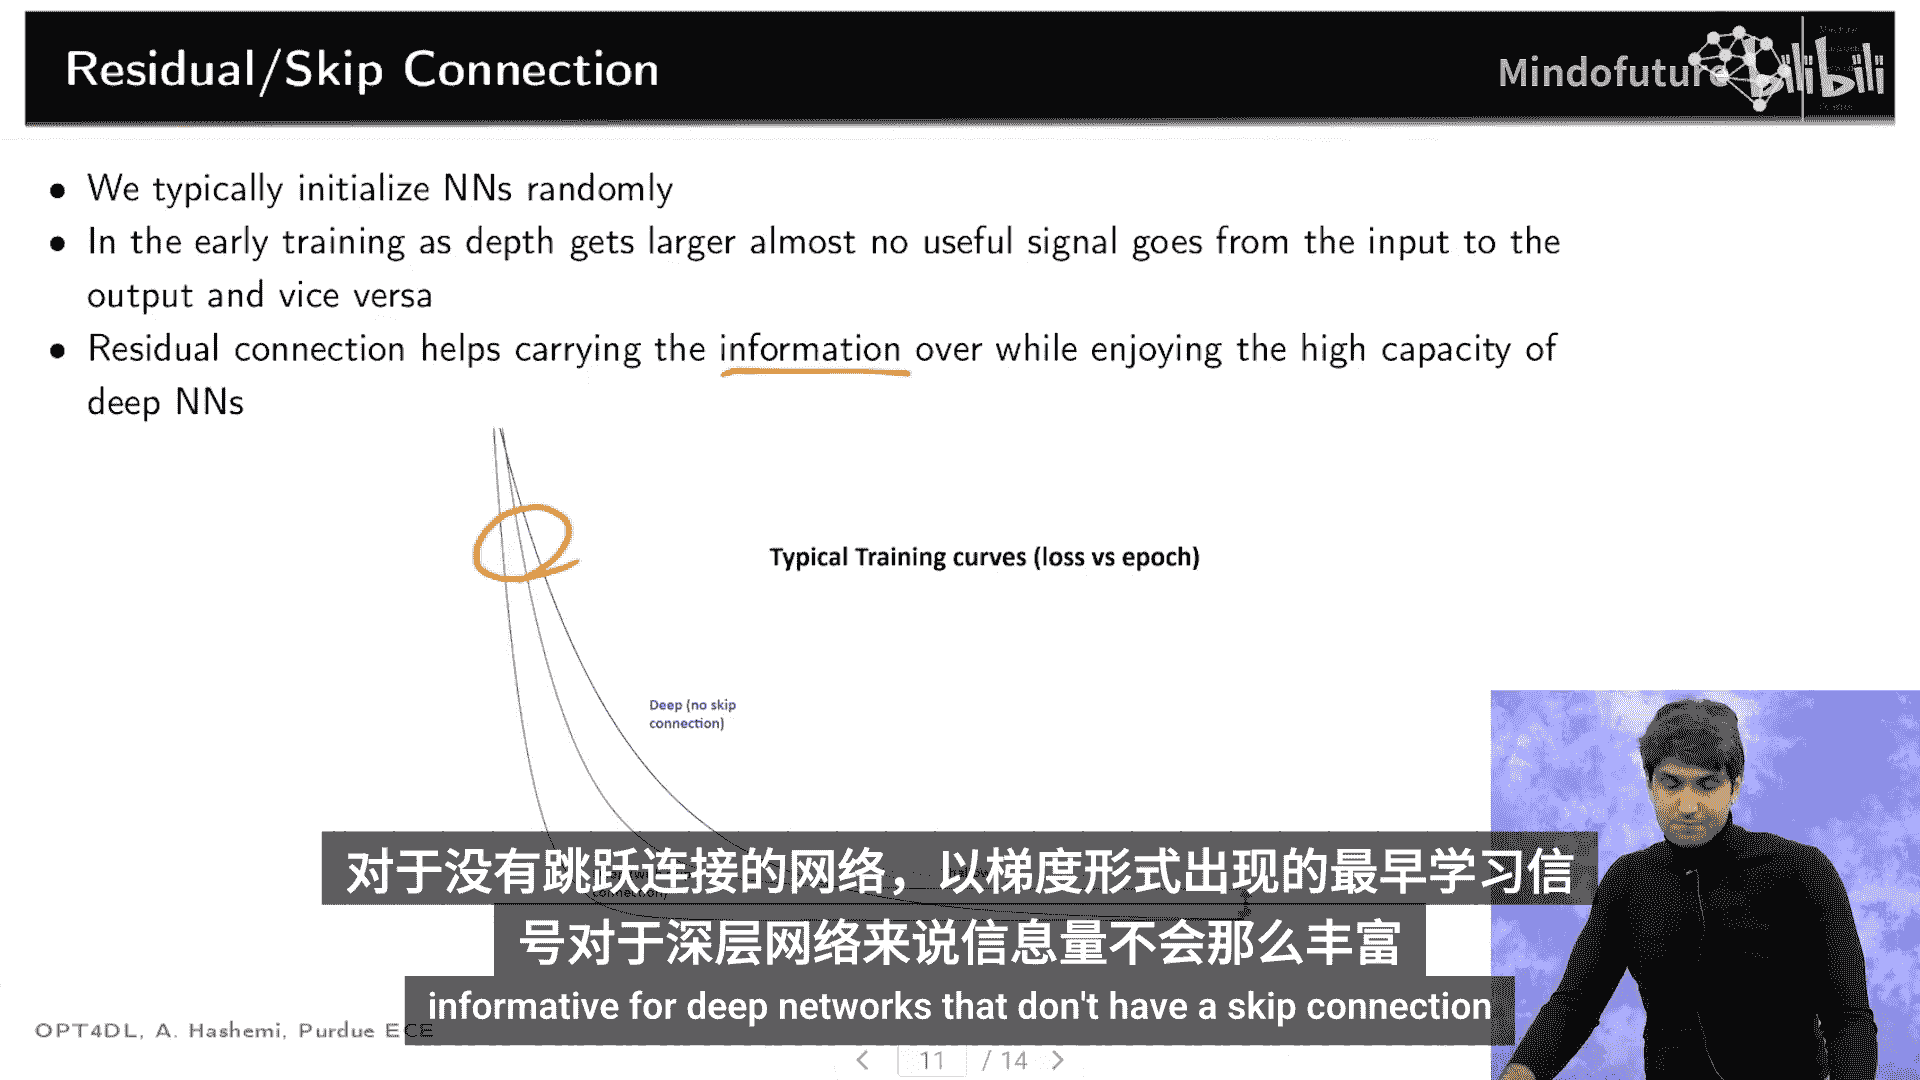 Residual/Skip Connection
Mindofuture
bilibili
• We typically initialize NNs randomly
• In the early training as depth gets larger almost no useful signal goes from the input to the
output and vice versa
• Residual connection helps carrying the information over while enjoying the high capacity of
deep NNs
Typical Training curves (loss vs epoch)
Deep (no skip
connection)
connection)
对于没有跳跃连接的网络，以梯度形式出现的最早学习信
号对于深层网络来说信息量不会那么丰富
informative for deep networks that don't have a skip connection
OPT4DL, A. Hashemi, Purdue ECE
< 11 / 14 >